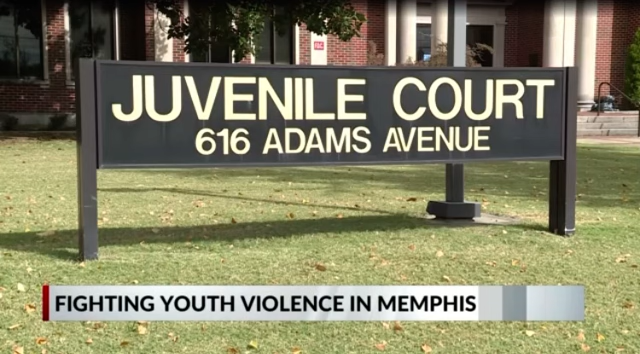 JUVENILE COURT
616 ADAMS AVENUE
FIGHTING YOUTH VIOLENCE IN MEMPHIS